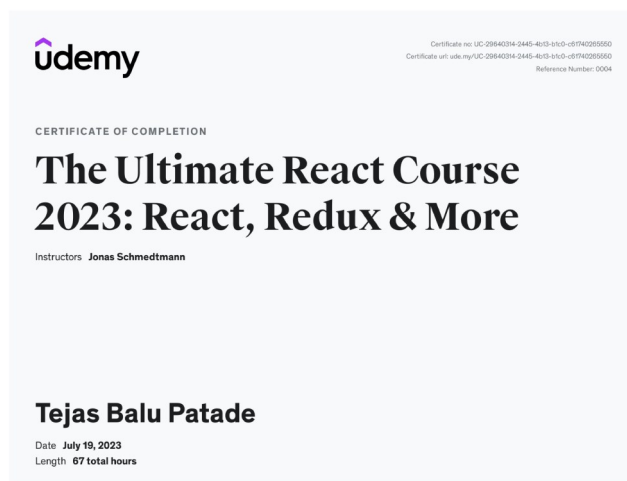 udemy
Certificate no: UC-29640314-2445-4b13-b1c0-c61740265550
Certificate url: ude.my/UC-29640314-2445-4b13-b1c0-c61740265550
Reference Number: 0004
CERTIFICATE OF COMPLETION
The Ultimate React Course
2023: React, Redux & More
Instructors Jonas Schmedtmann
Tejas Balu Patade
Date July 19, 2023
Length 67 total hours